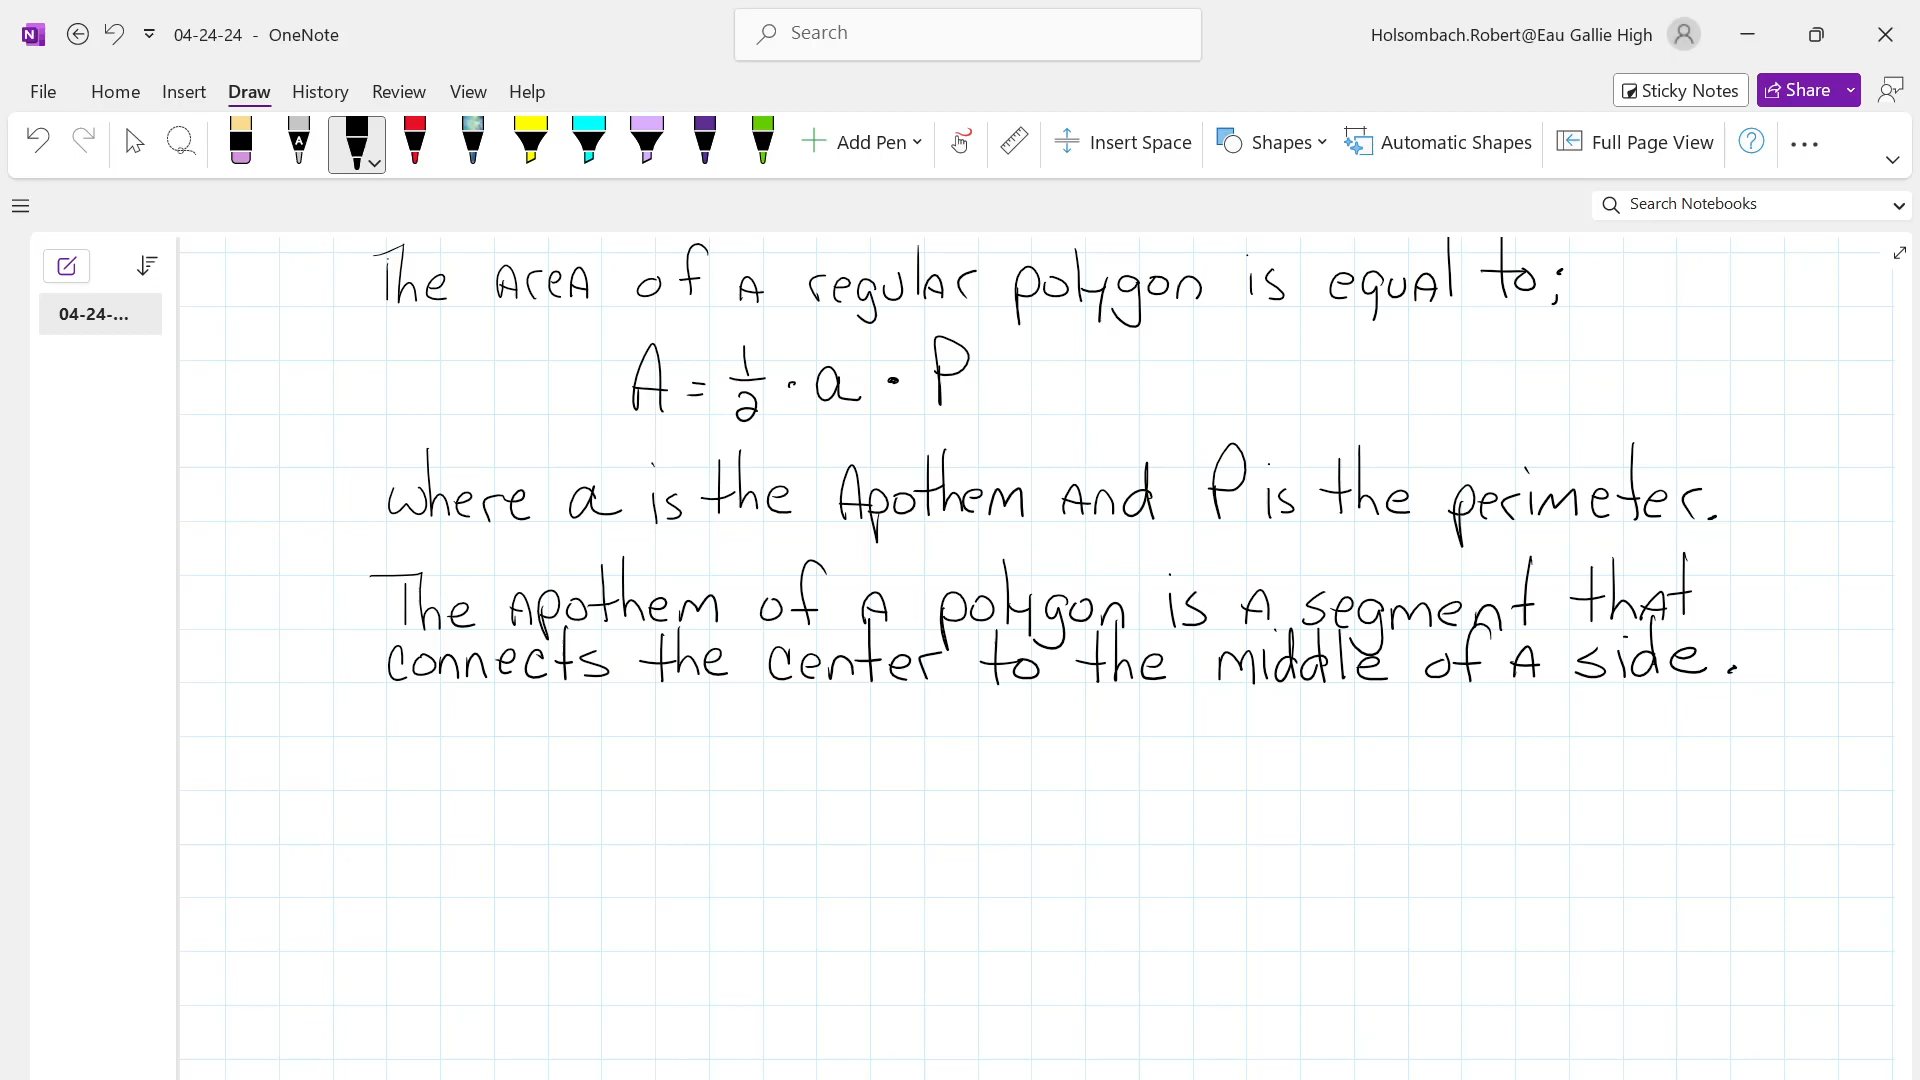 04-24-24 - OneNote
Search
Holsombach.Robert@Eau Gallie High
File Home Insert Draw History Review View Help
Sticky Notes
Share
Add Pen
Insert Space
Shapes
Automatic Shapes
Full Page View
Search Notebooks
04-24-...
The area of a regular polygon is equal to;
A = 1/2 · a · P
where a is the Apothem and P is the perimeter.
The apothem of a polygon is a segment that
connects the center to the middle of a side.